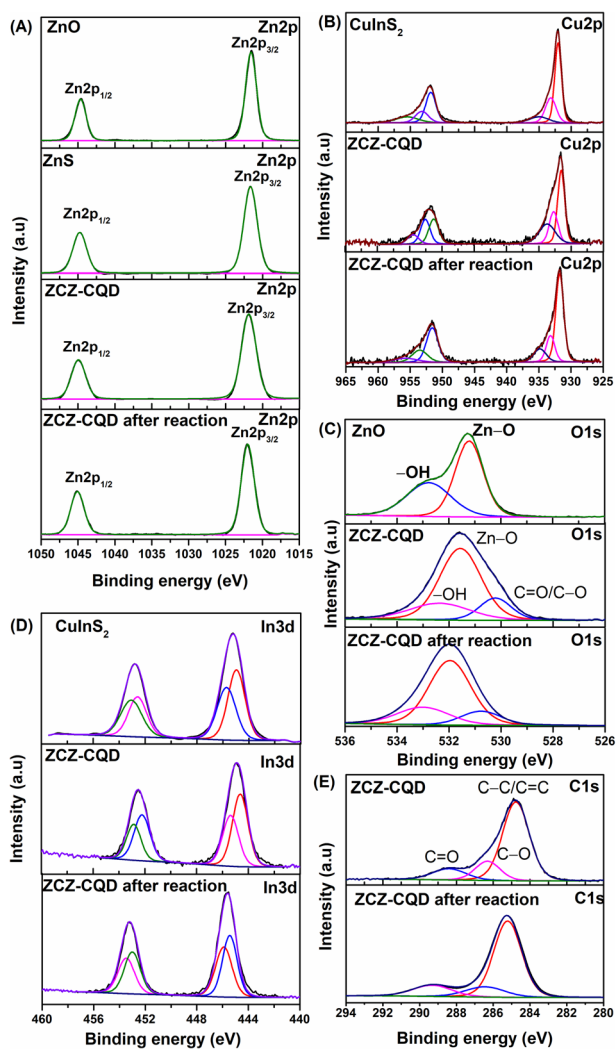 (A)
ZnO
Zn2p
Zn2p3/2
Zn2p1/2
ZnS
Zn2p
Zn2p3/2
Zn2p1/2
ZCZ-CQD
Zn2p
Zn2p3/2
Zn2p1/2
ZCZ-CQD after reaction
Zn2p
Zn2p3/2
Zn2p1/2
Intensity (a.u)
1050 1045 1040 1035 1030 1025 1020 1015
Binding energy (eV)
(B)
CuInS2
Cu2p
ZCZ-CQD
Cu2p
ZCZ-CQD after reaction
Cu2p
Intensity (a.u)
965 960 955 950 945 940 935 930 925
Binding energy (eV)
(C)
ZnO
Zn–O
O1s
–OH
ZCZ-CQD
Zn–O
O1s
–OH
C=O/C–O
ZCZ-CQD after reaction
O1s
Intensity (a.u)
536 534 532 530 528 526
Binding energy (eV)
(D)
CuInS2
In3d
ZCZ-CQD
In3d
ZCZ-CQD after reaction
In3d
Intensity (a.u)
460 456 452 448 444 440
Binding energy (eV)
(E)
ZCZ-CQD
C–C/C=C
C1s
C=O
C–O
ZCZ-CQD after reaction
C1s
Intensity (a.u)
294 292 290 288 286 284 282 280
Binding energy (eV)